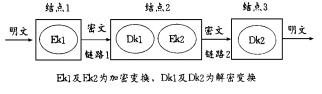 结点1 结点2 结点3
明文 Ek1 密文 Dk1 Ek2 密文 Dk2 明文
链路1 链路2
Ek1及Ek2为加密变换、Dk1及Dk2为解密变换